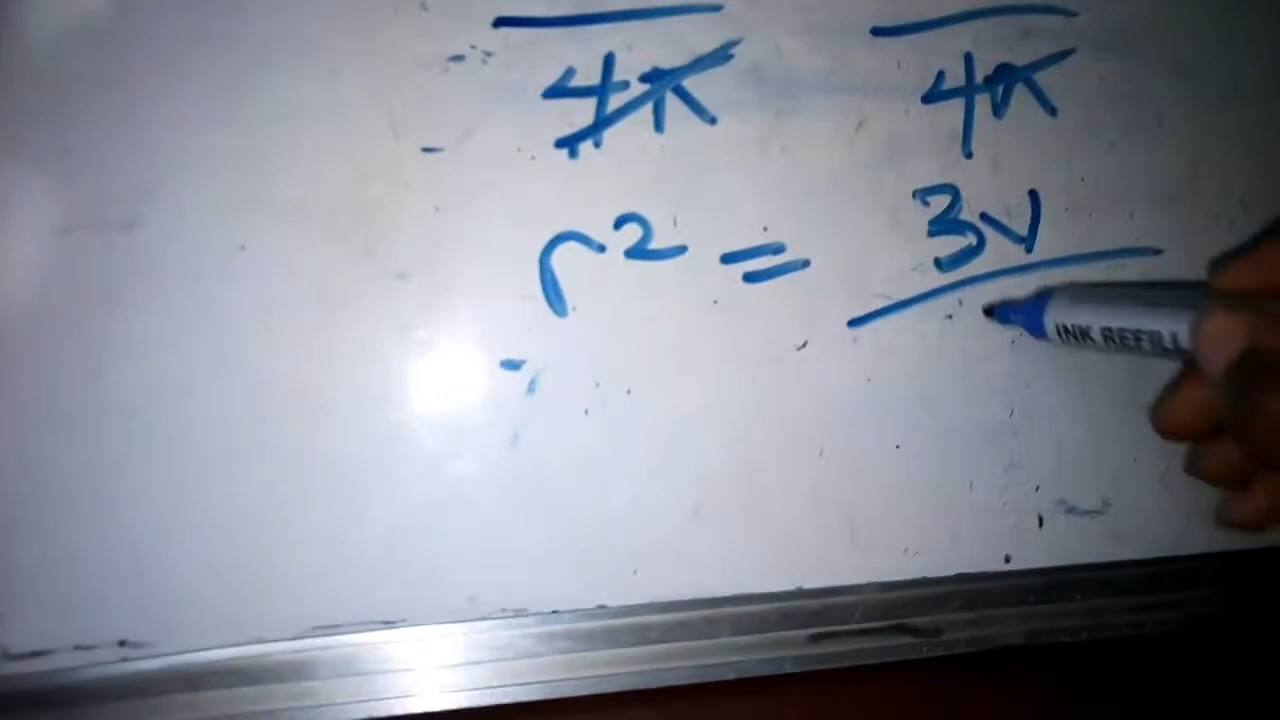 4π 4π
r² = 3v
INK REFILL